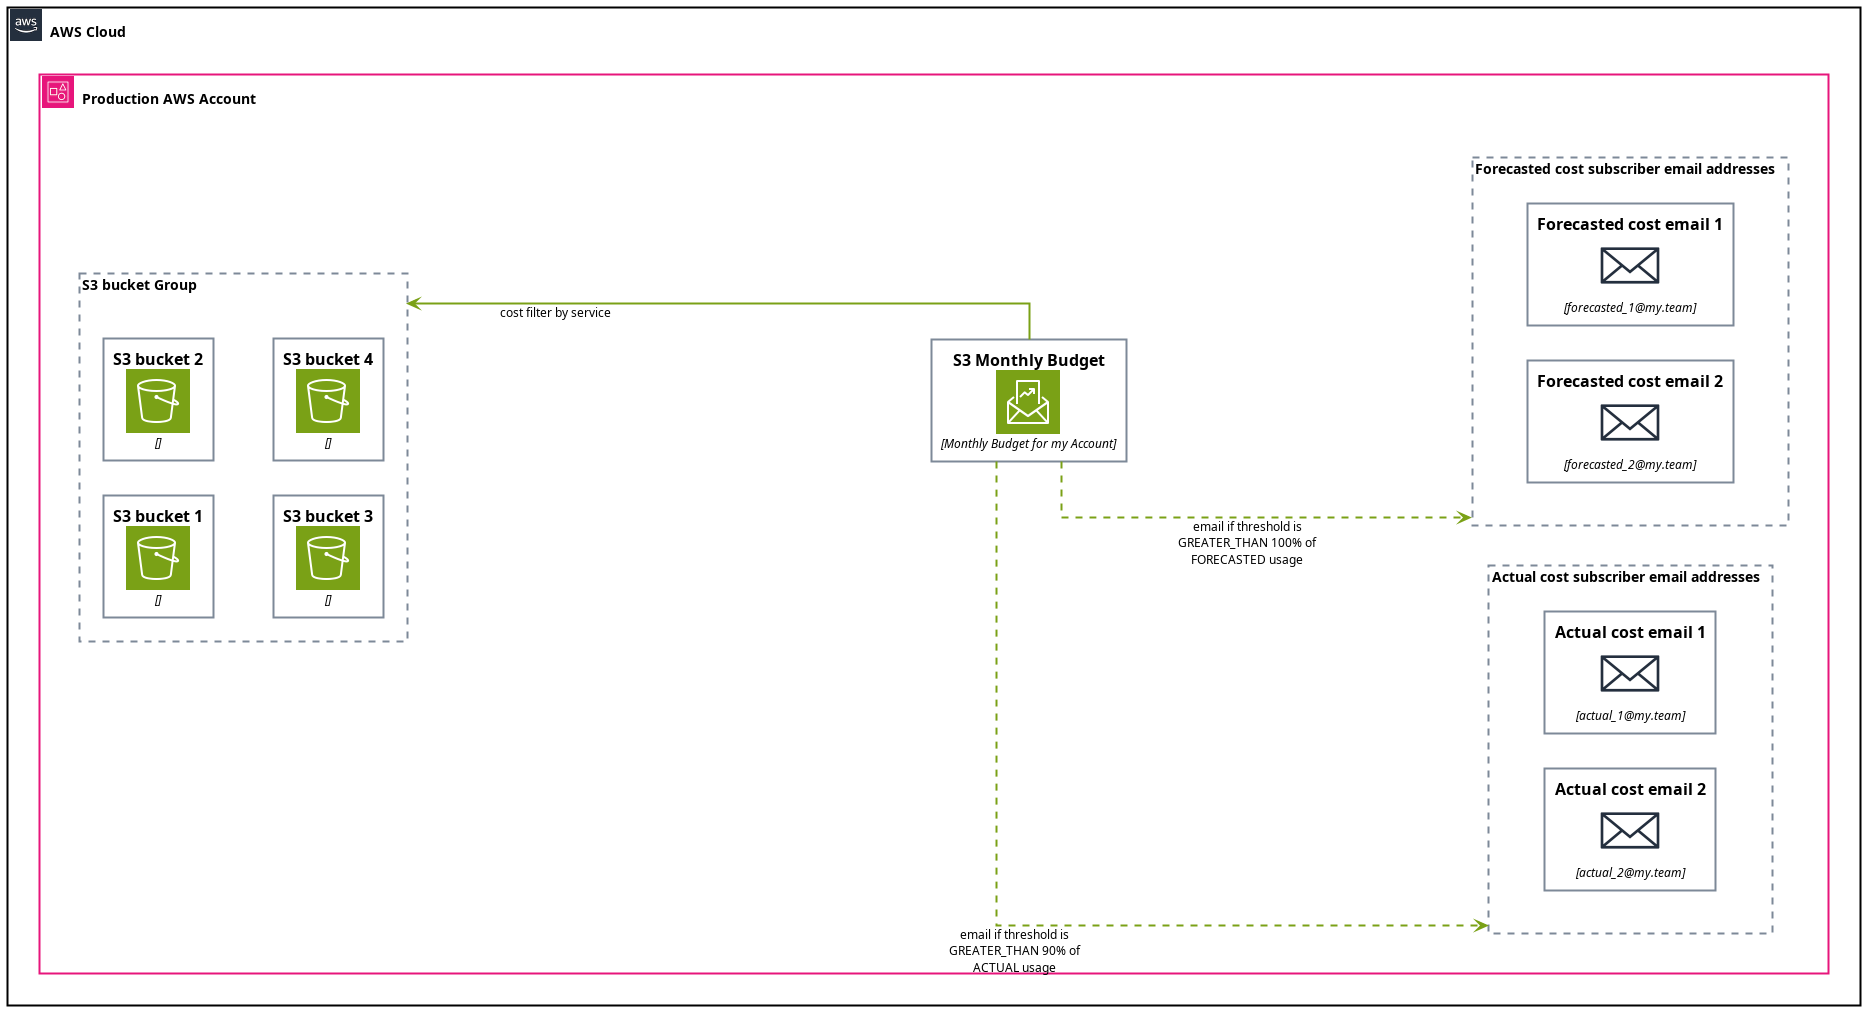 aws
AWS Cloud
Production AWS Account
Forecasted cost subscriber email addresses
Forecasted cost email 1
[forecasted_1@my.team]
Forecasted cost email 2
[forecasted_2@my.team]
S3 bucket Group
cost filter by service
S3 bucket 2
[]
S3 bucket 4
[]
S3 bucket 1
[]
S3 bucket 3
[]
S3 Monthly Budget
[Monthly Budget for my Account]
email if threshold is
GREATER_THAN 100% of
FORECASTED usage
Actual cost subscriber email addresses
Actual cost email 1
[actual_1@my.team]
Actual cost email 2
[actual_2@my.team]
email if threshold is
GREATER_THAN 90% of
ACTUAL usage